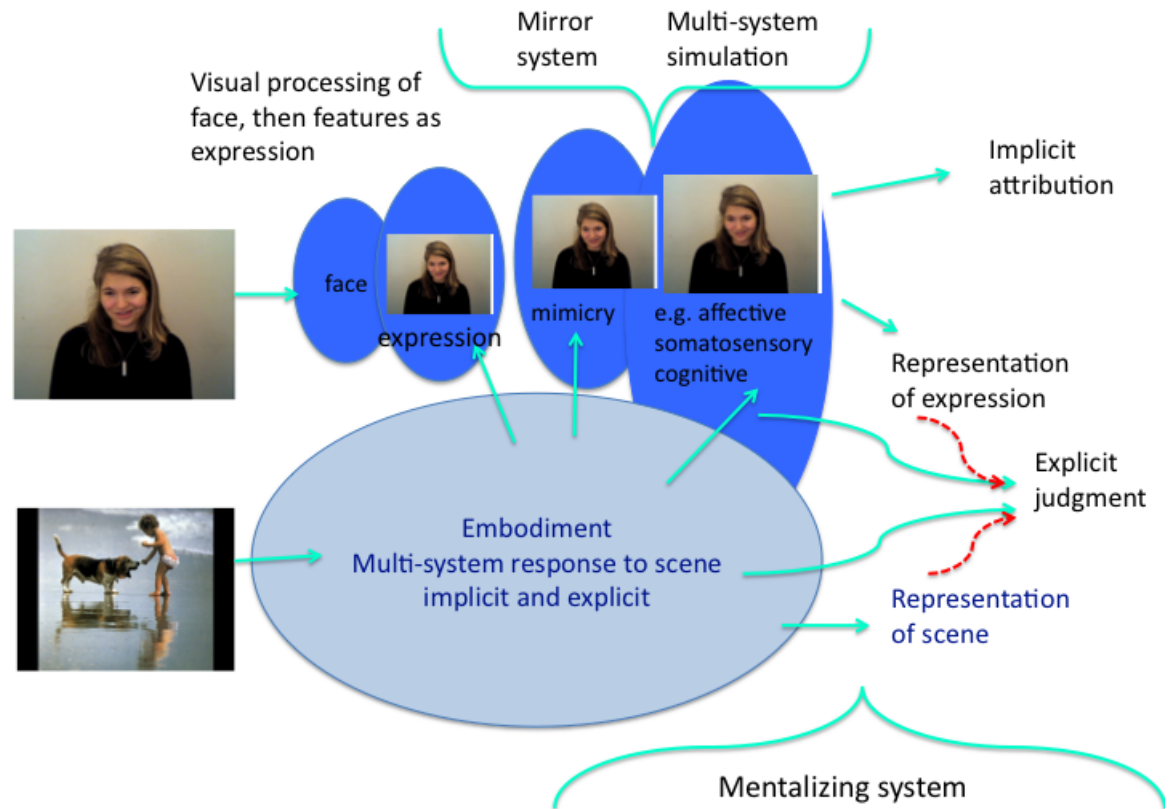 Mirror
system
Multi-system
simulation
Visual processing of
face, then features as
expression
Implicit
attribution
face
expression
mimicry
e.g. affective
somatosensory
cognitive
Representation
of expression
Explicit
judgment
Embodiment
Multi-system response to scene
implicit and explicit
Representation
of scene
Mentalizing system